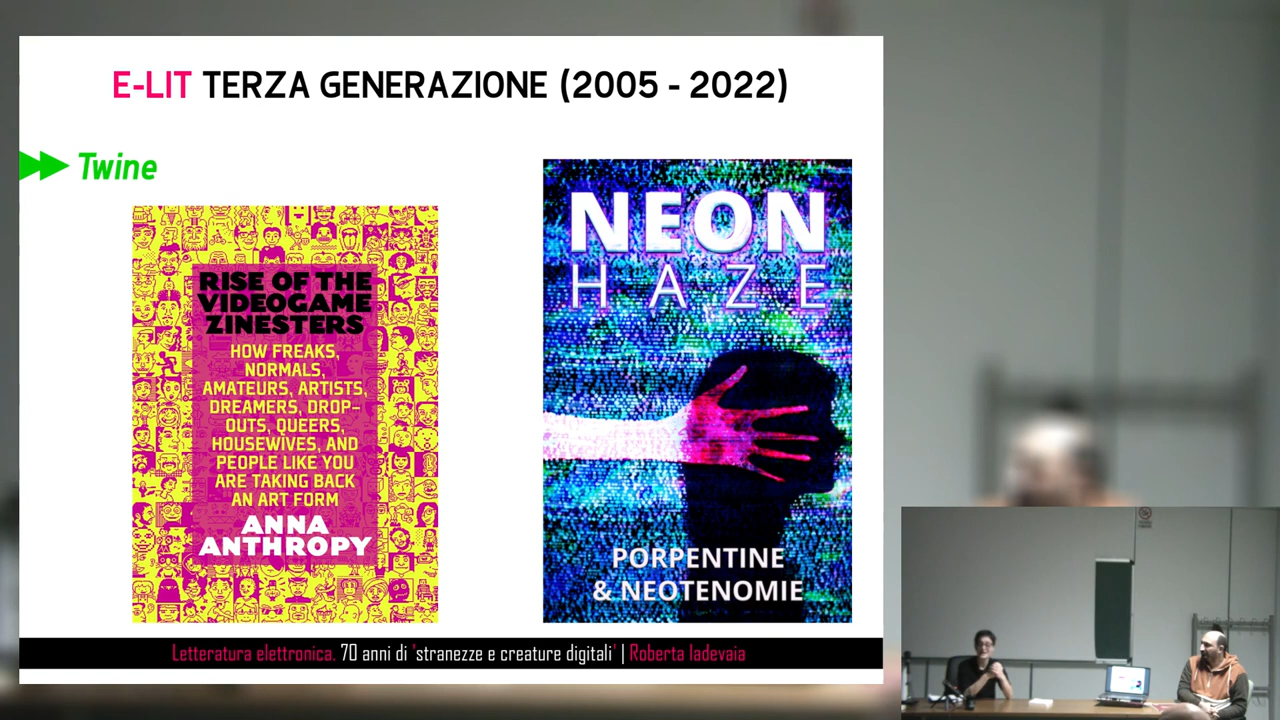 E-LIT TERZA GENERAZIONE (2005 - 2022)
Twine
RISE OF THE
VIDEOGAME
ZINESTERS
HOW FREAKS,
NORMALS,
AMATEURS, ARTISTS,
DREAMERS, DROP-
OUTS, QUEERS,
HOUSEWIVES, AND
PEOPLE LIKE YOU
ARE TAKING BACK
AN ART FORM
ANNA
ANTHROPY
NEON
HAZE
PORPENTINE
& NEOTENOMIE
Letteratura elettronica. 70 anni di 'stranezze e creature digitali' | Roberta Iadevaia